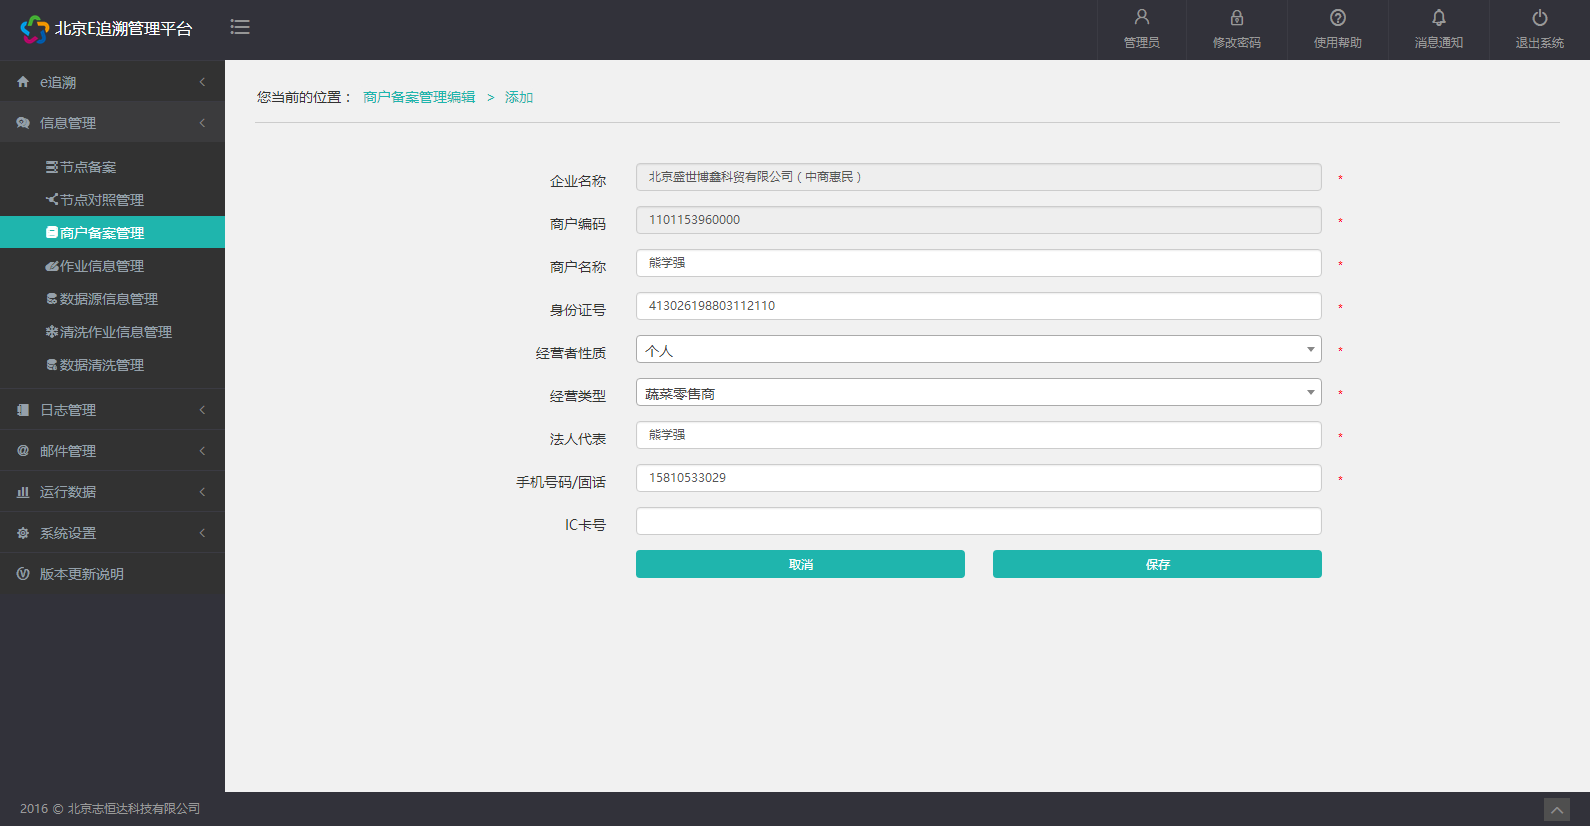 北京E追溯管理平台
管理员
修改密码
使用帮助
消息通知
退出系统
e追溯
信息管理
节点备案
节点对照管理
商户备案管理
作业信息管理
数据源信息管理
清洗作业信息管理
数据清洗管理
日志管理
邮件管理
运行数据
系统设置
版本更新说明
您当前的位置： 商户备案管理编辑 > 添加
企业名称 北京盛世博鑫科贸有限公司（中商惠民） *
商户编码 1101153960000 *
商户名称 熊学强 *
身份证号 413026198803112110 *
经营者性质 个人 *
经营类型 蔬菜零售商 *
法人代表 熊学强 *
手机号码/固话 15810533029 *
IC卡号
取消
保存
2016 © 北京志恒达科技有限公司